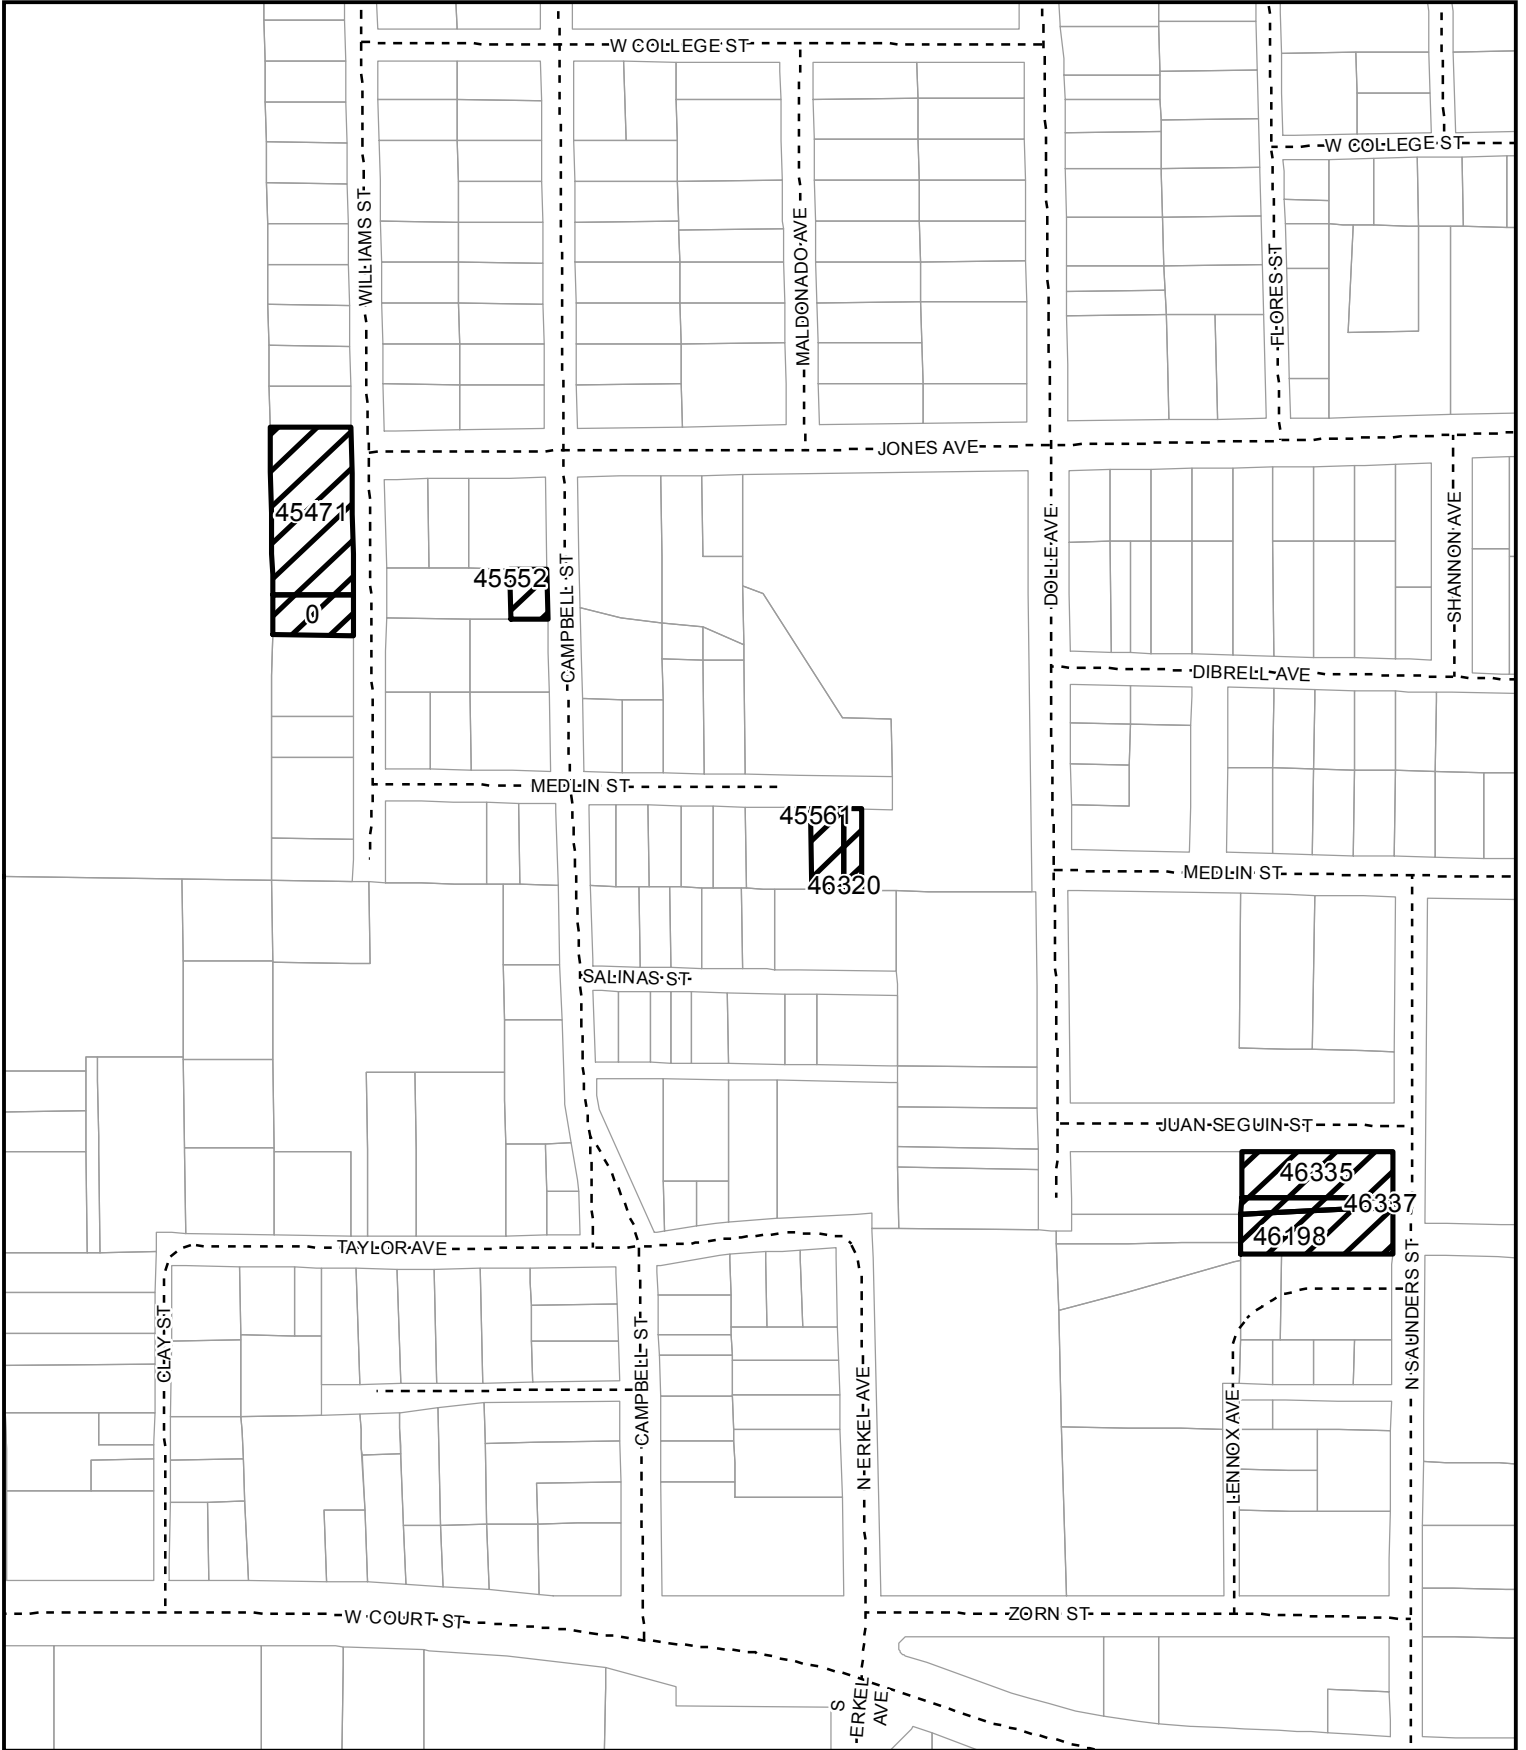 W COLLEGE ST
W COLLEGE ST
WILLIAMS ST
MALDONADO AVE
FLORES ST
JONES AVE
45471
DOLLE AVE
SHANNON AVE
45552
CAMPBELL ST
0
DIBRELL AVE
MEDLIN ST
45561
MEDLIN ST
46320
SALINAS ST
JUAN SEGUIN ST
46335
46337
46198
TAYLOR AVE
N SAUNDERS ST
CLAY ST
CAMPBELL ST
N ERKEL AVE
LENNOX AVE
W COURT ST
ZORN ST
S
ERKEL
AVE